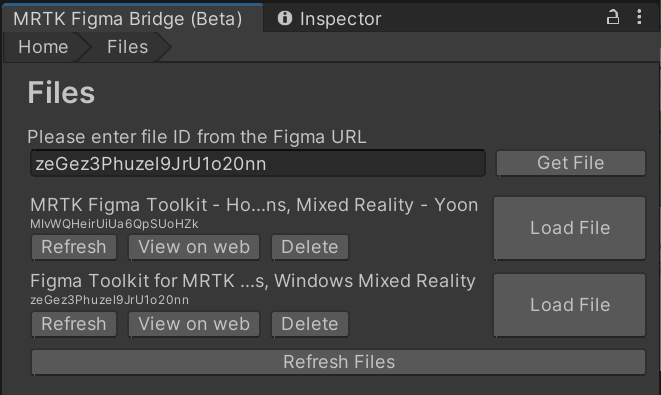 MRTK Figma Bridge (Beta)
Inspector
Home
Files
Files
Please enter file ID from the Figma URL
zeGez3PhuzeI9JrU1o20nn
Get File
MRTK Figma Toolkit - Ho...ns, Mixed Reality - Yoon
MIvWQHeirUiUa6QpSUoHZk
Load File
Refresh
View on web
Delete
Figma Toolkit for MRTK ...s, Windows Mixed Reality
zeGez3PhuzeI9JrU1o20nn
Load File
Refresh
View on web
Delete
Refresh Files